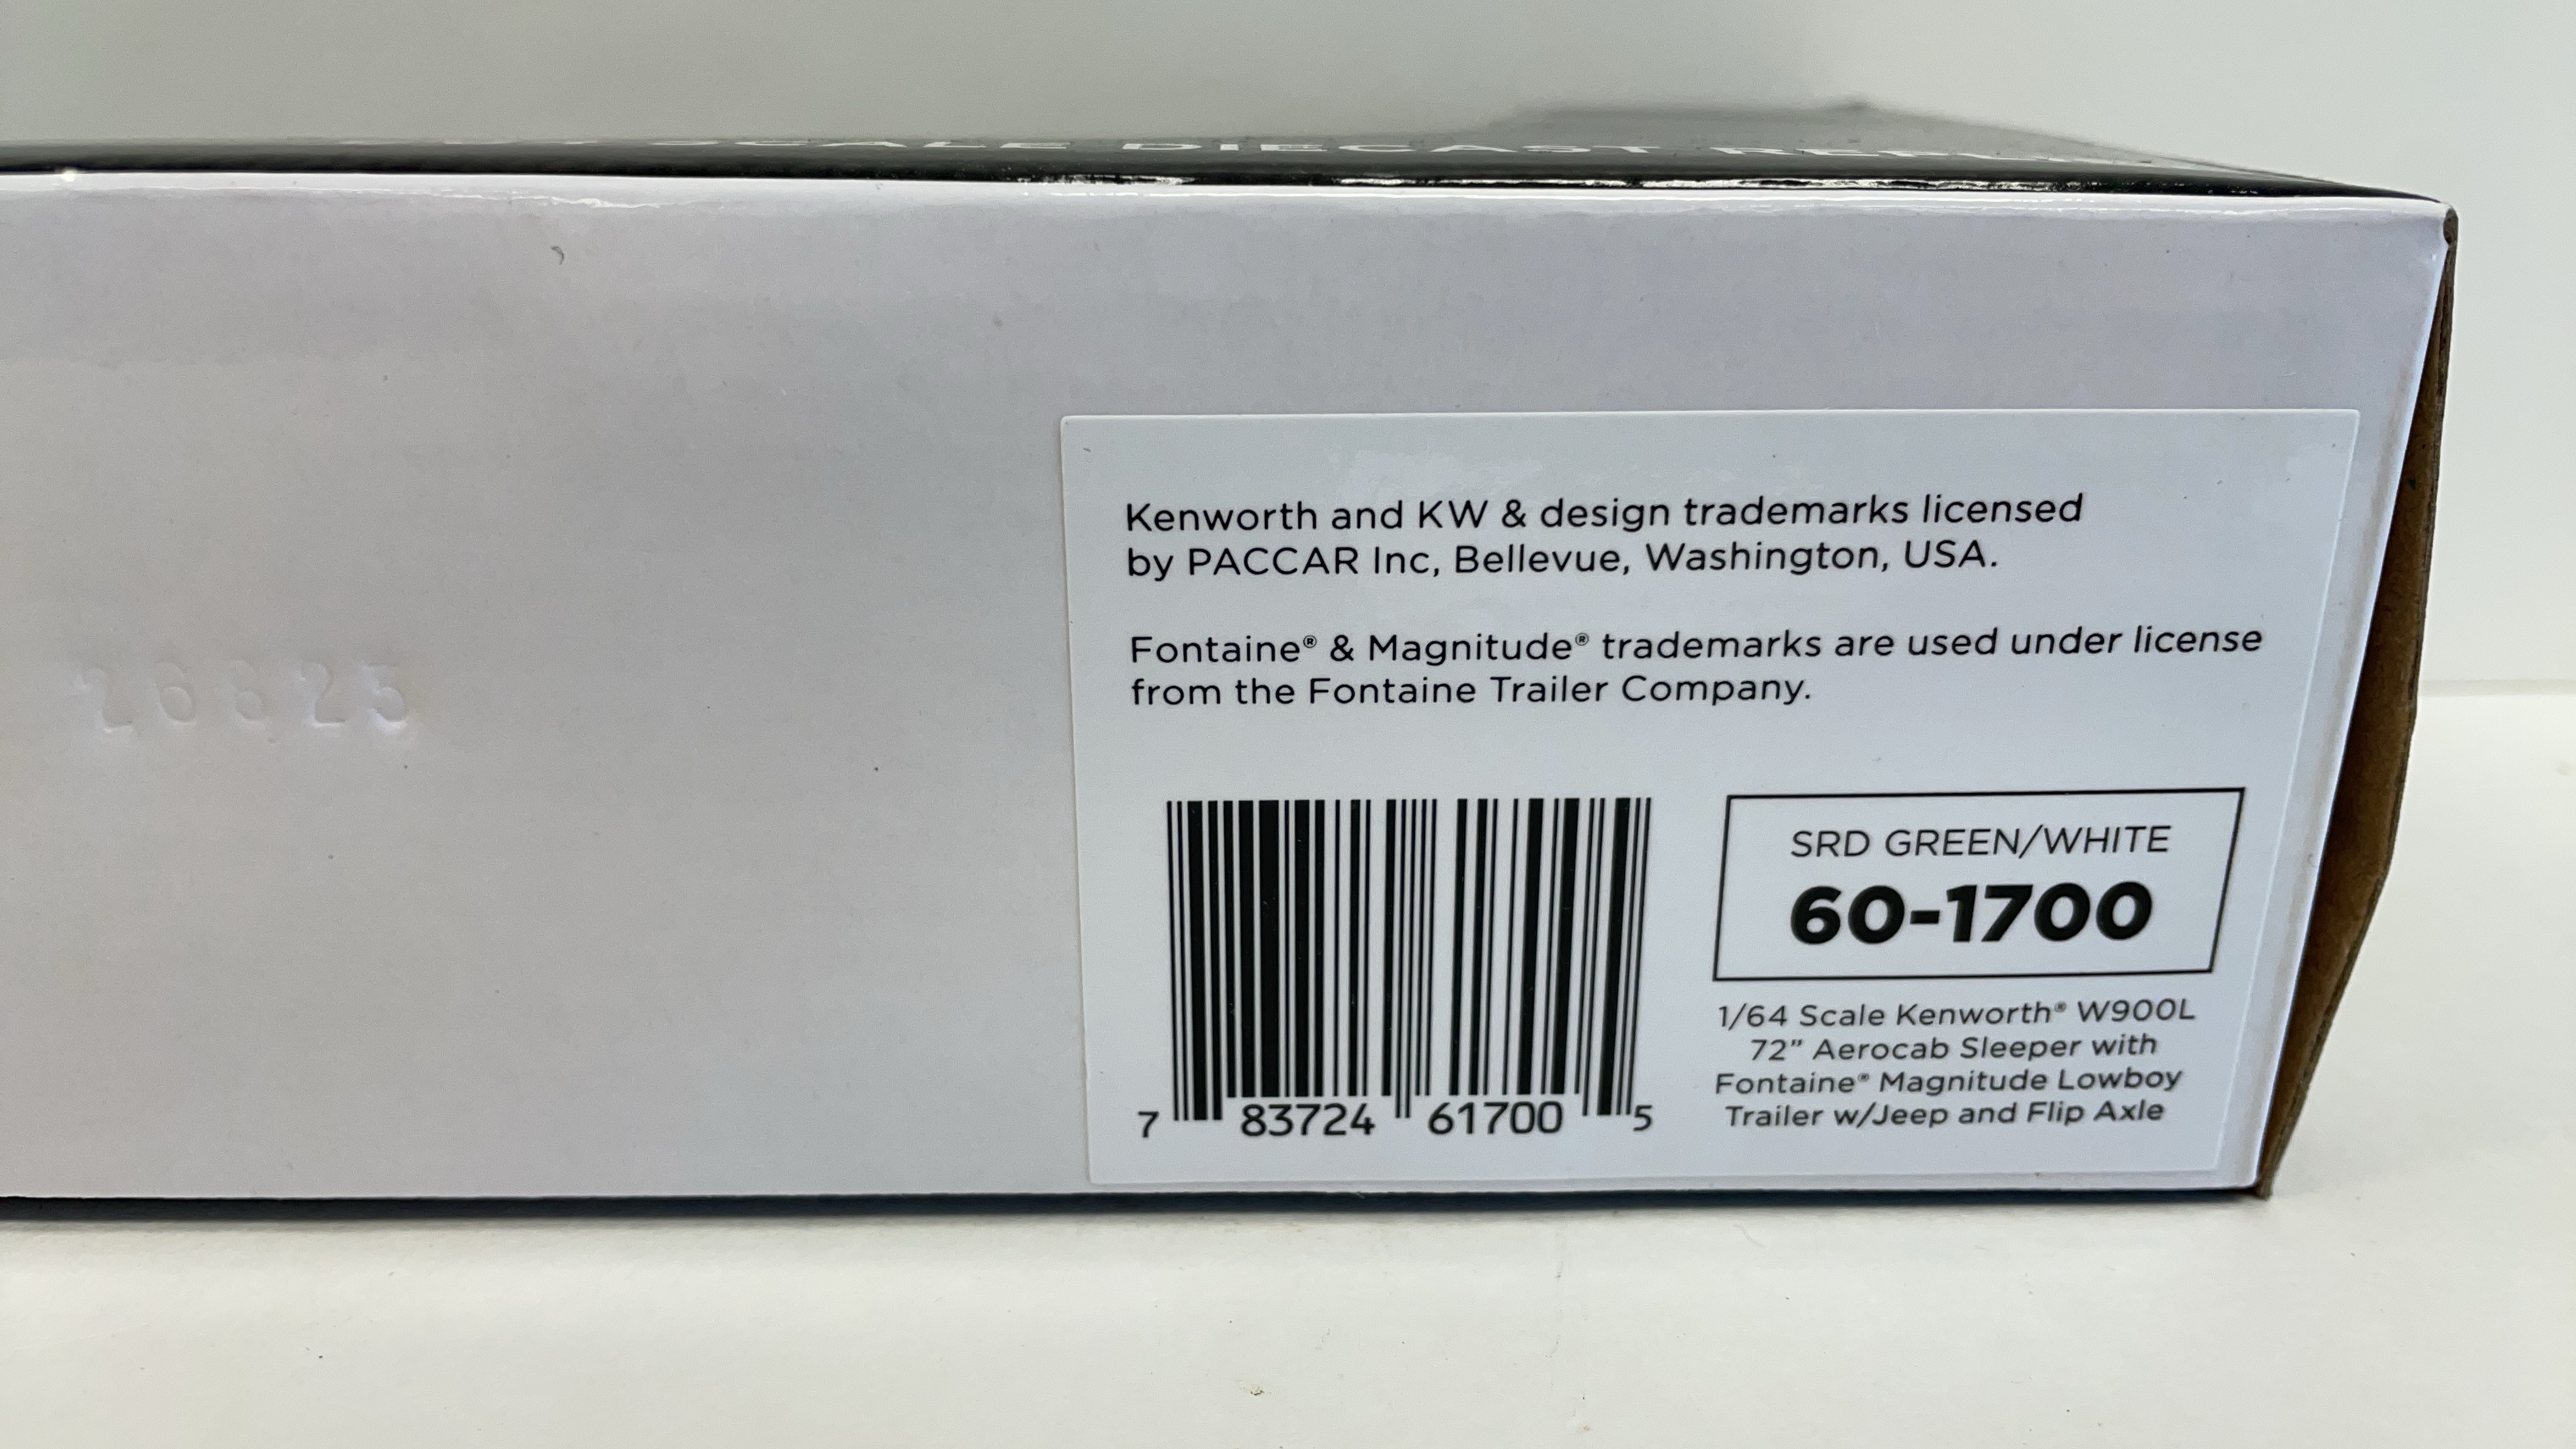 SCALE DIECAST
Kenworth and KW & design trademarks licensed
by PACCAR Inc, Bellevue, Washington, USA.
Fontaine® & Magnitude® trademarks are used under license
from the Fontaine Trailer Company.
7 83724 61700 5
SRD GREEN/WHITE
60-1700
1/64 Scale Kenworth® W900L
72" Aerocab Sleeper with
Fontaine® Magnitude Lowboy
Trailer w/Jeep and Flip Axle